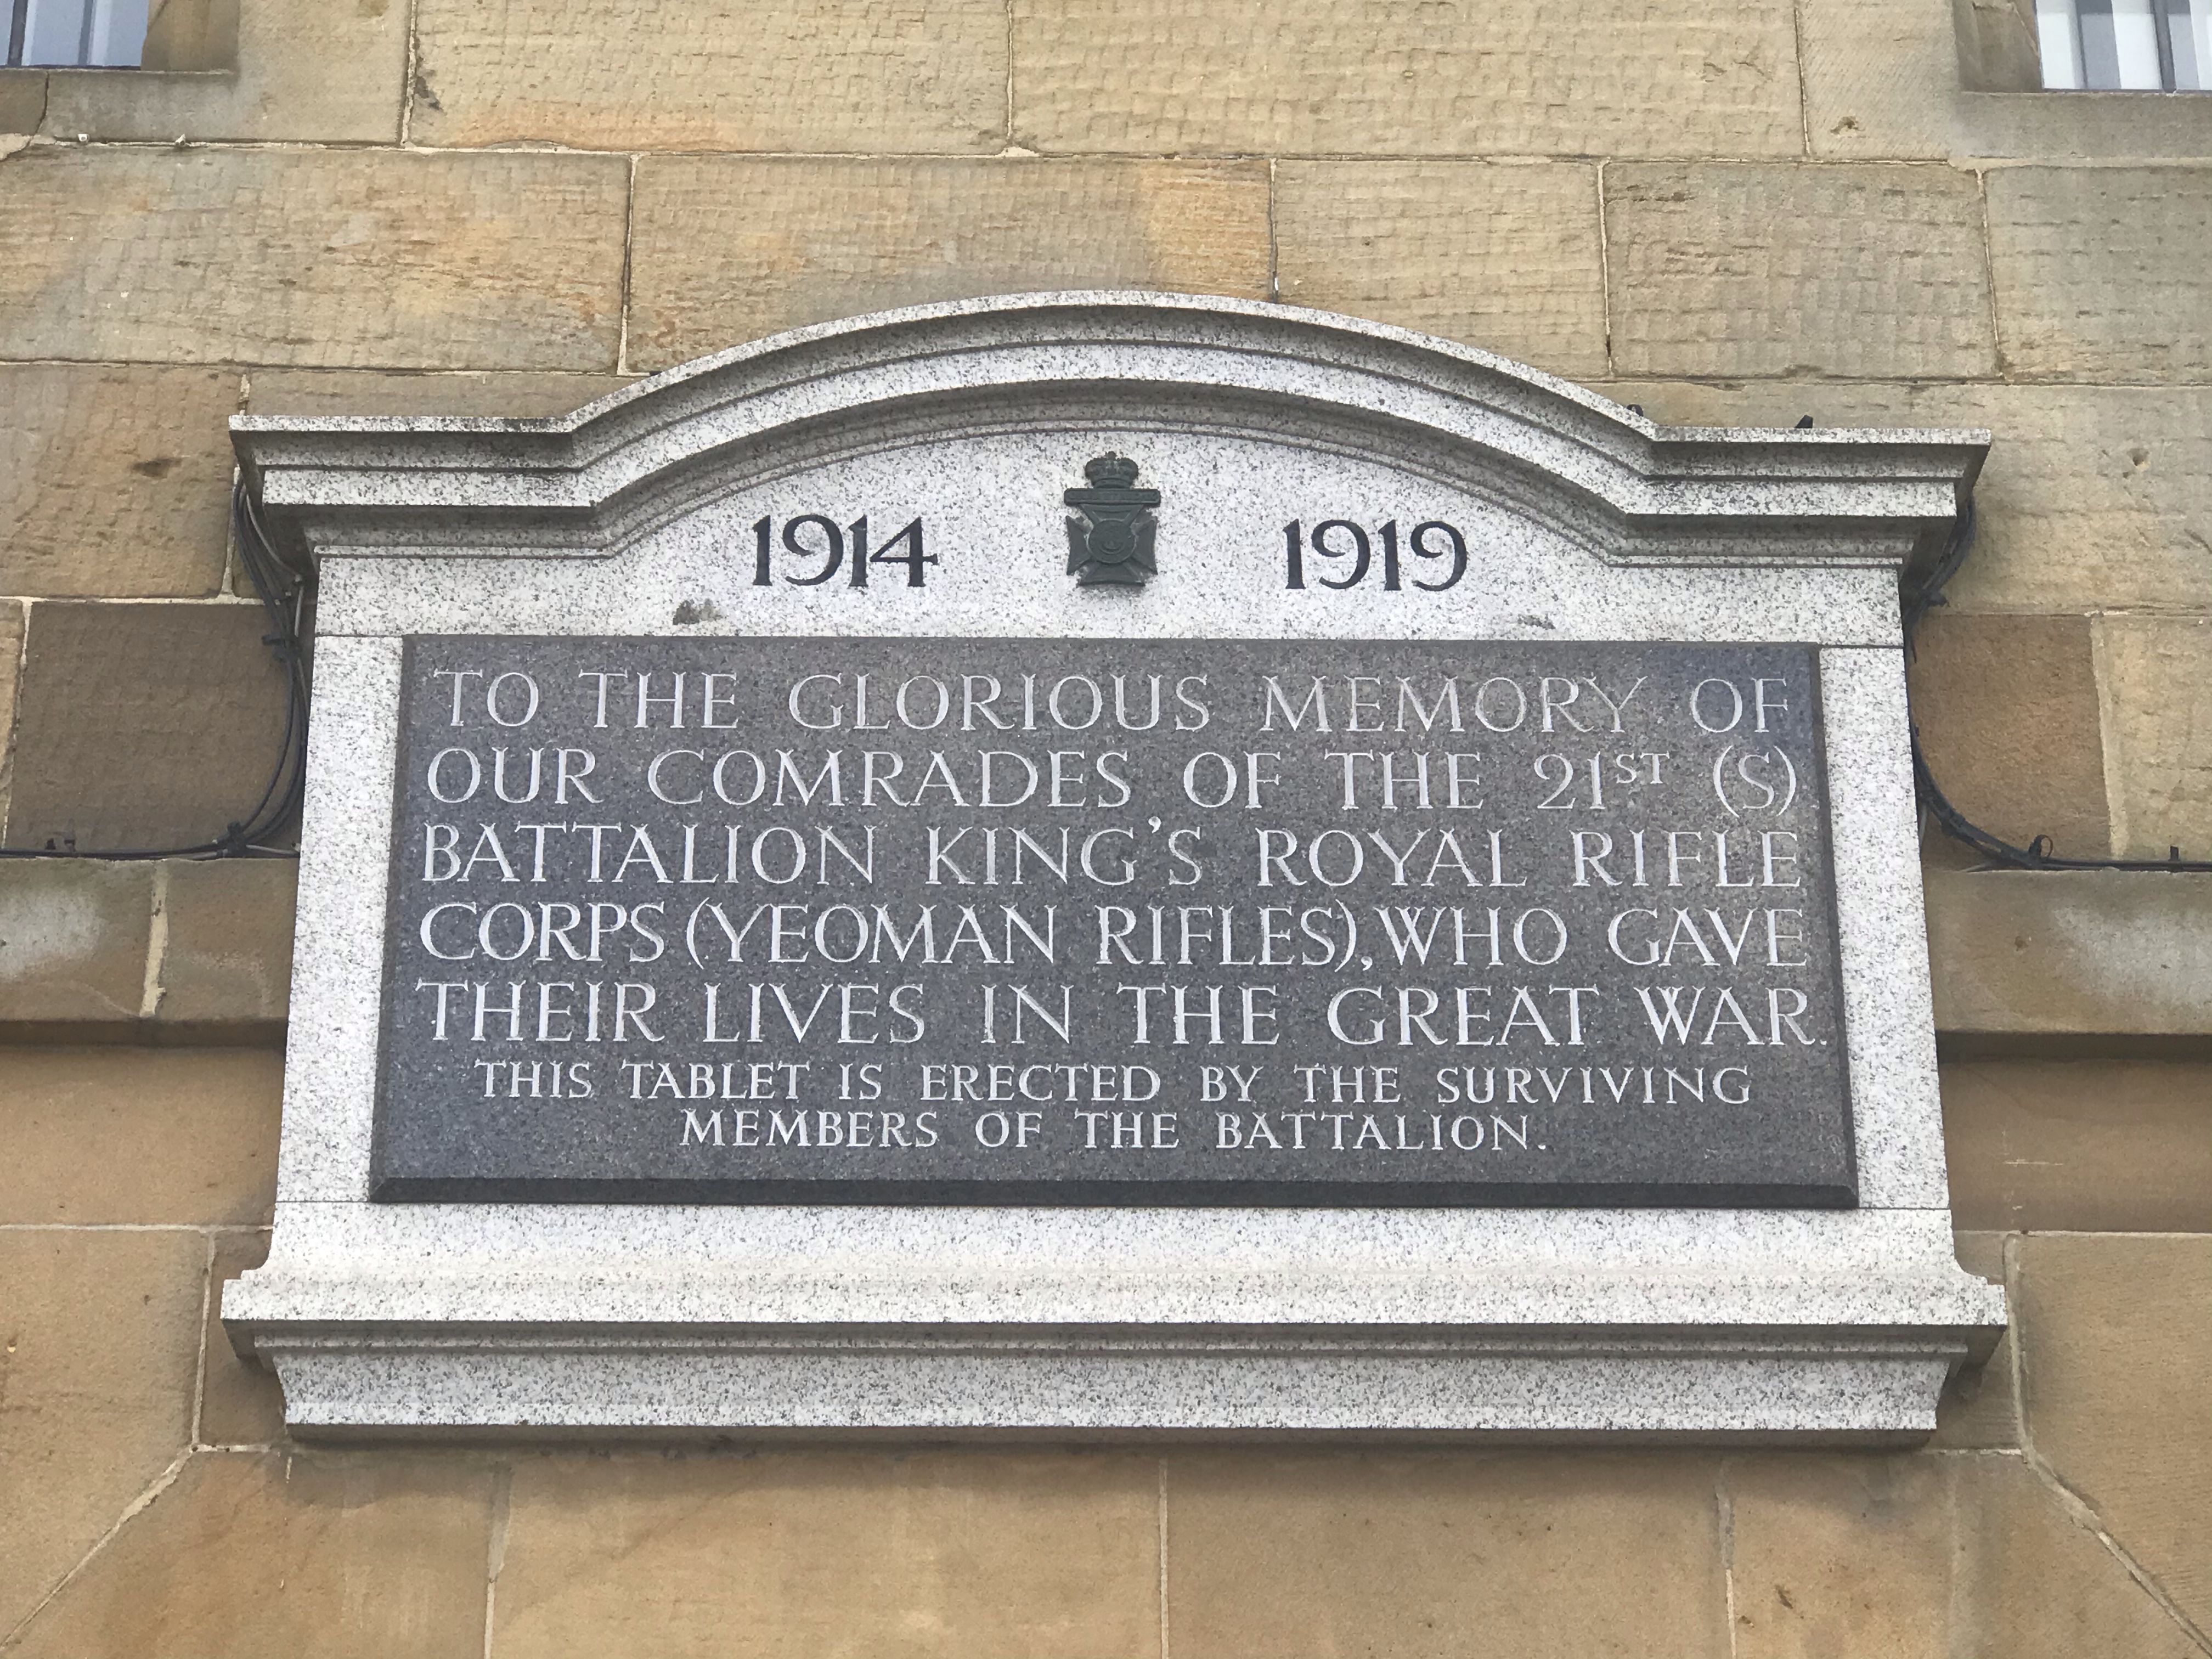 1914 1919
TO THE GLORIOUS MEMORY OF
OUR COMRADES OF THE 21ST (S)
BATTALION KING'S ROYAL RIFLE
CORPS (YEOMAN RIFLES), WHO GAVE
THEIR LIVES IN THE GREAT WAR.
THIS TABLET IS ERECTED BY THE SURVIVING
MEMBERS OF THE BATTALION.